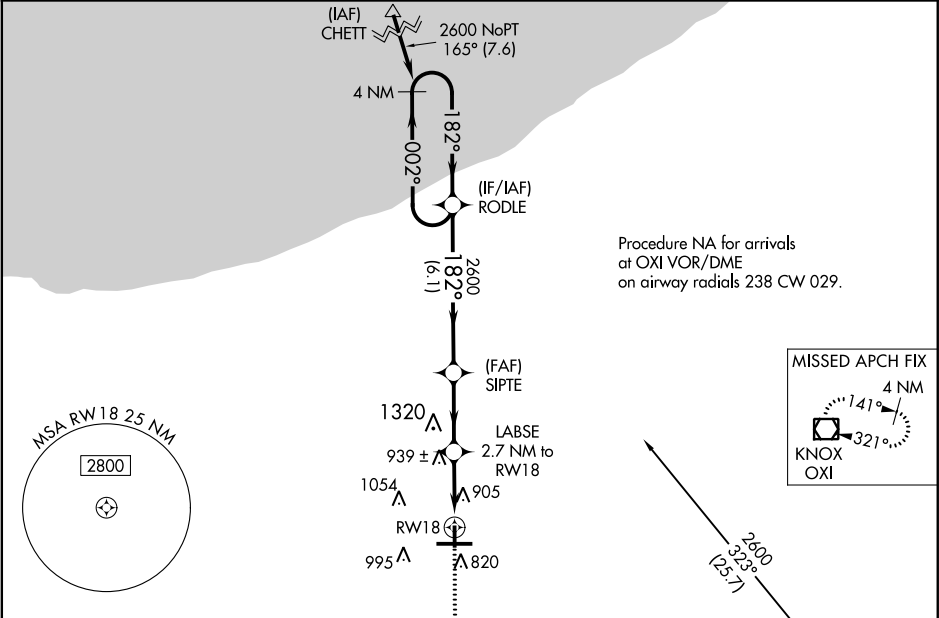 (IAF)
CHETT
2600 NoPT
165° (7.6)
4 NM
182°
002°
(IF/IAF)
RODLE
2600
182°
(6.1)
Procedure NA for arrivals
at OXI VOR/DME
on airway radials 238 CW 029.
(FAF)
SIPTE
MISSED APCH FIX
4 NM
141°
321°
KNOX
OXI
MSA RW18 25 NM
2800
1320
LABSE
2.7 NM to
RW18
939 ±
1054
905
RW18
995
820
2600
323°
(25.7)